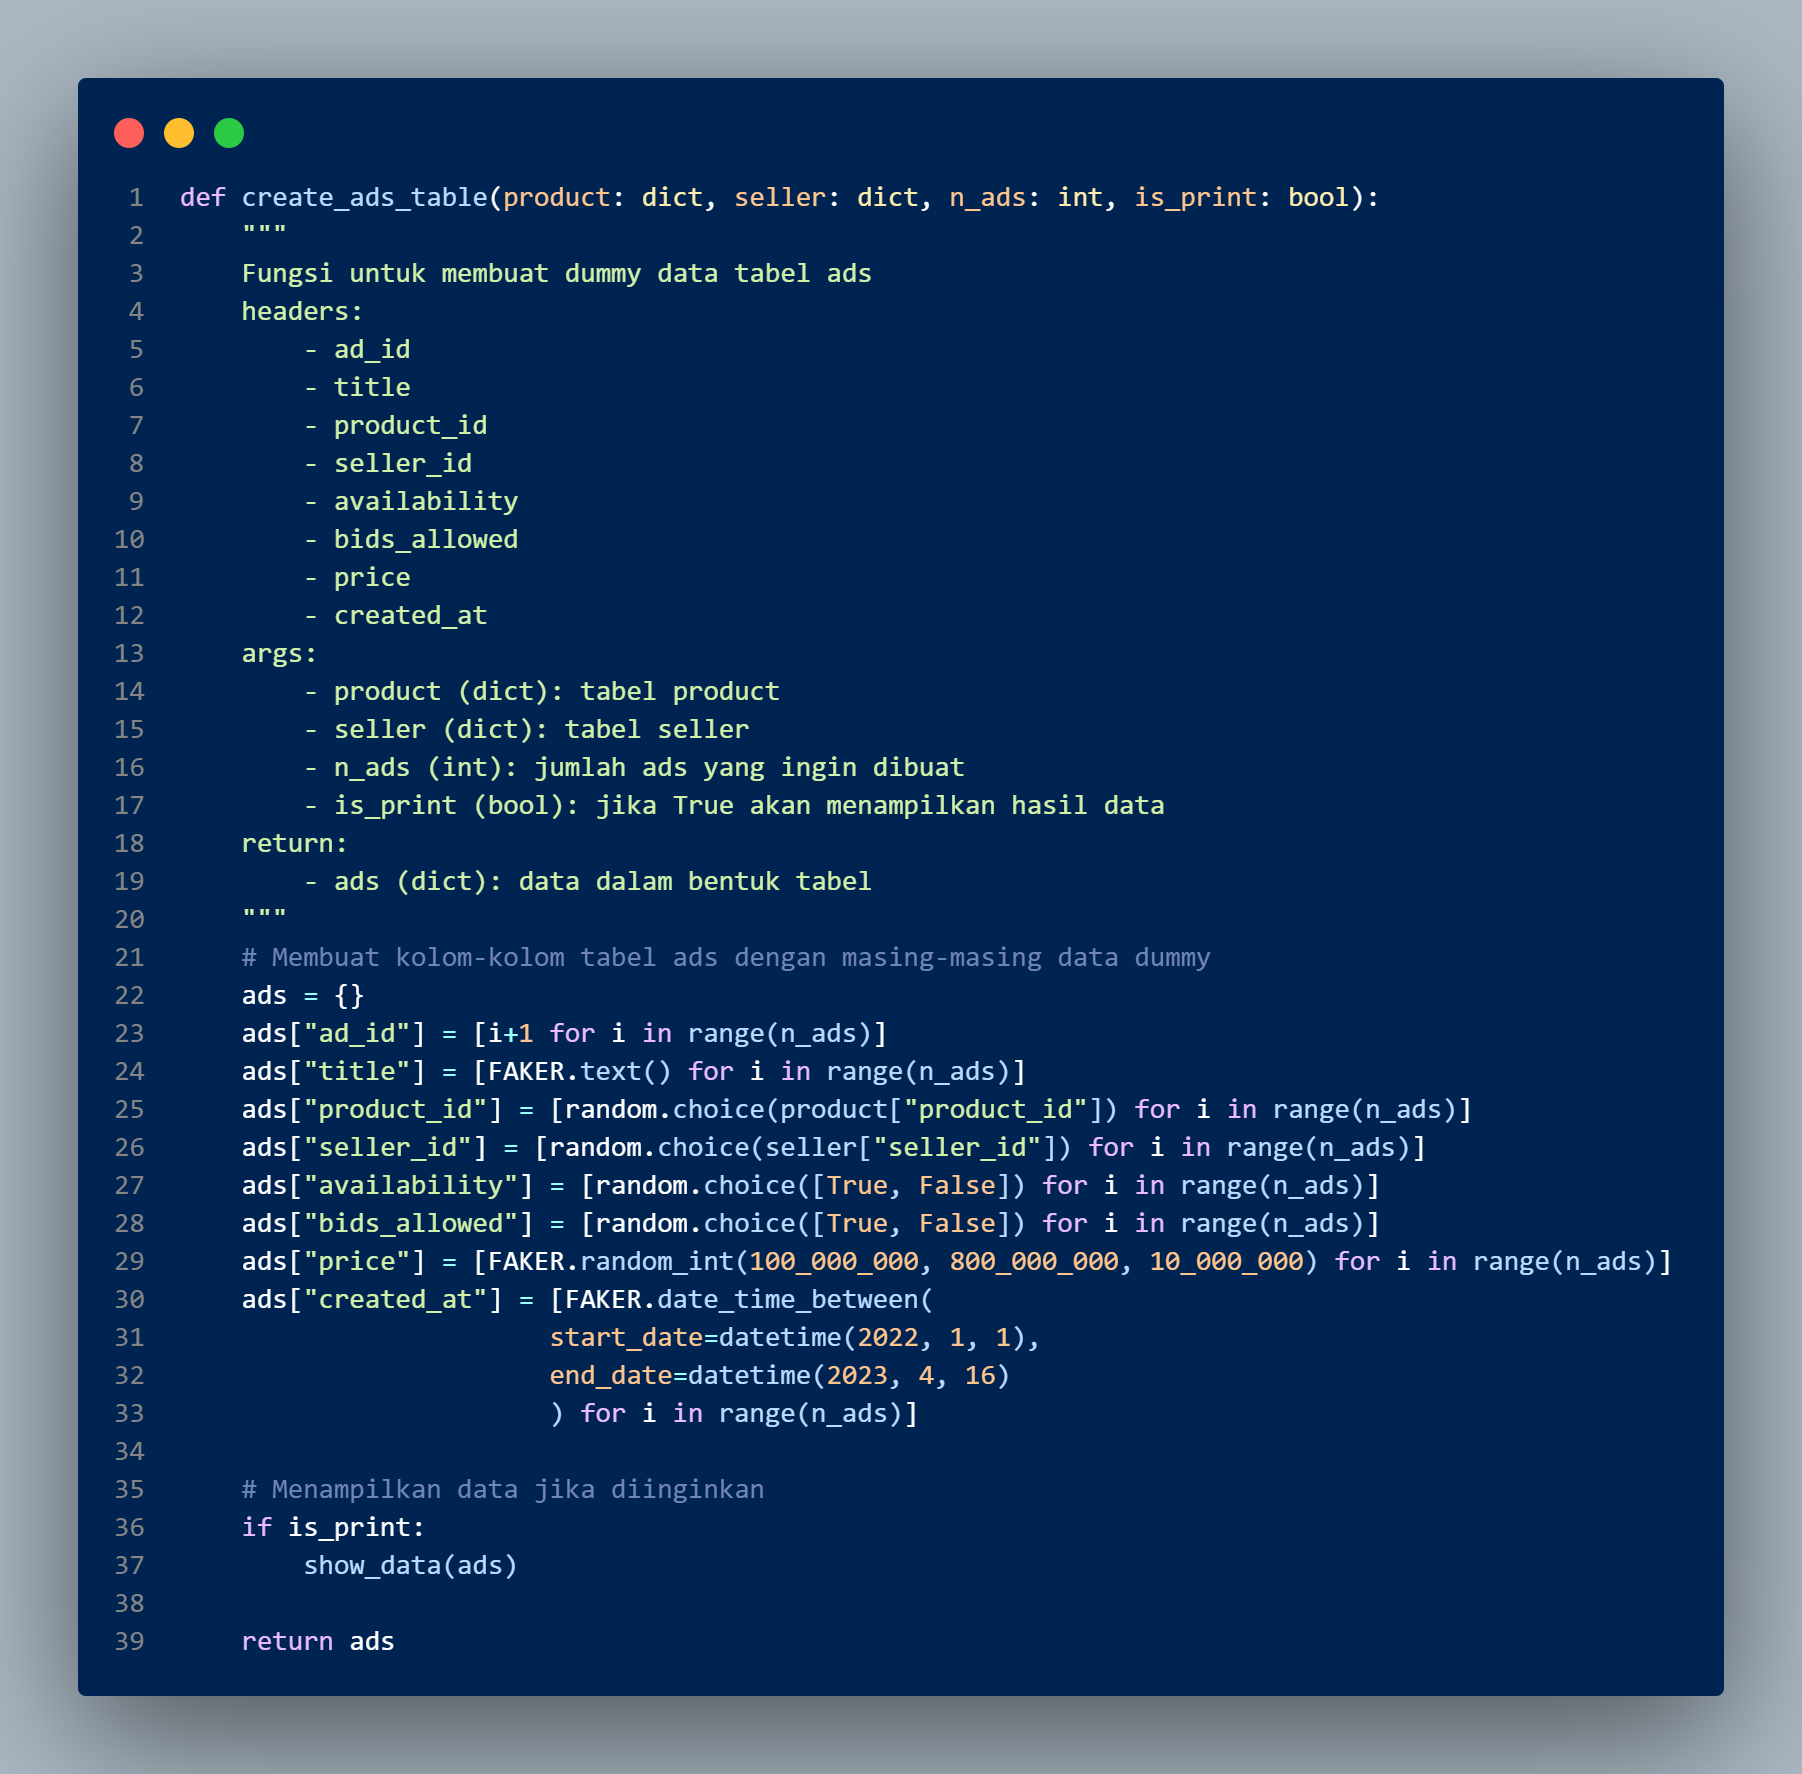 1 def create_ads_table(product: dict, seller: dict, n_ads: int, is_print: bool):
2     """
3     Fungsi untuk membuat dummy data tabel ads
4     headers:
5         - ad_id
6         - title
7         - product_id
8         - seller_id
9         - availability
10         - bids_allowed
11         - price
12         - created_at
13     args:
14         - product (dict): tabel product
15         - seller (dict): tabel seller
16         - n_ads (int): jumlah ads yang ingin dibuat
17         - is_print (bool): jika True akan menampilkan hasil data
18     return:
19         - ads (dict): data dalam bentuk tabel
20     """
21     # Membuat kolom-kolom tabel ads dengan masing-masing data dummy
22     ads = {}
23     ads["ad_id"] = [i+1 for i in range(n_ads)]
24     ads["title"] = [FAKER.text() for i in range(n_ads)]
25     ads["product_id"] = [random.choice(product["product_id"]) for i in range(n_ads)]
26     ads["seller_id"] = [random.choice(seller["seller_id"]) for i in range(n_ads)]
27     ads["availability"] = [random.choice([True, False]) for i in range(n_ads)]
28     ads["bids_allowed"] = [random.choice([True, False]) for i in range(n_ads)]
29     ads["price"] = [FAKER.random_int(100_000_000, 800_000_000, 10_000_000) for i in range(n_ads)]
30     ads["created_at"] = [FAKER.date_time_between(
31                         start_date=datetime(2022, 1, 1),
32                         end_date=datetime(2023, 4, 16)
33                         ) for i in range(n_ads)]
34
35     # Menampilkan data jika diinginkan
36     if is_print:
37         show_data(ads)
38
39     return ads